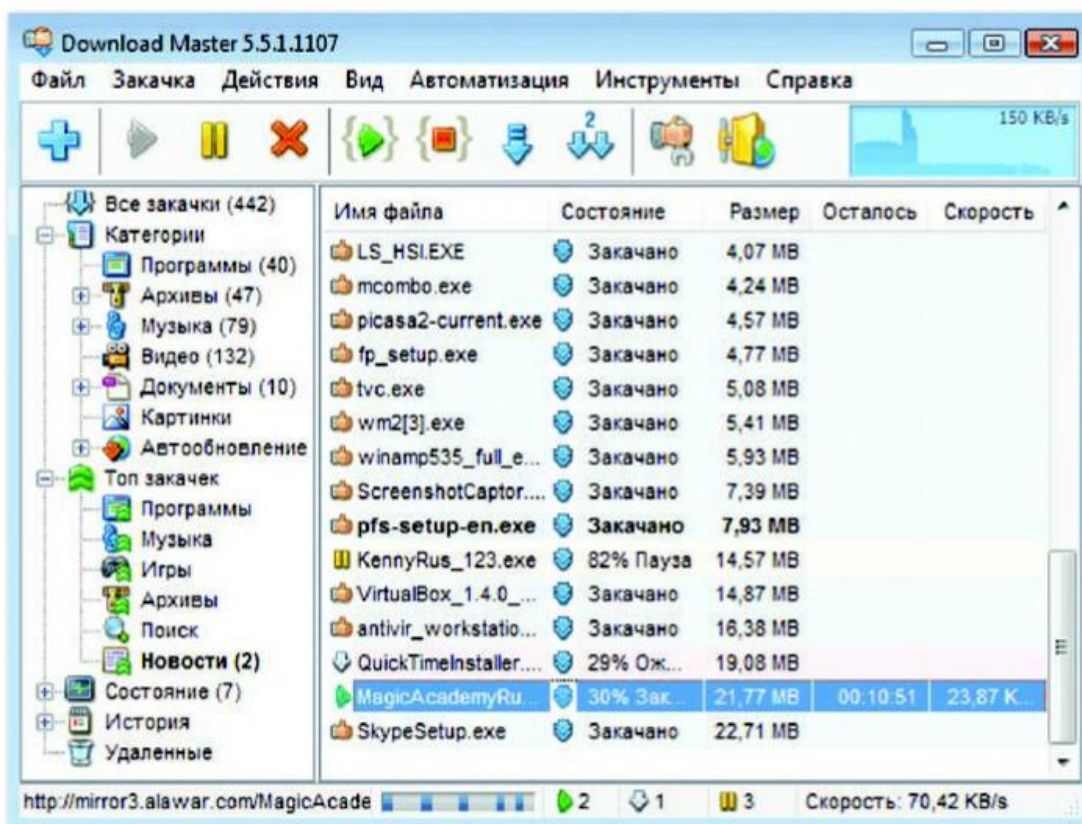 Download Master 5.5.1.1107
Файл Закачка Действия Вид Автоматизация Инструменты Справка
2
150 KB/s
Все закачки (442)
Категории
Программы (40)
Архивы (47)
Музыка (79)
Видео (132)
Документы (10)
Картинки
Автообновление
Топ закачек
Программы
Музыка
Игры
Архивы
Поиск
Новости (2)
Состояние (7)
История
Удаленные
Имя файла Состояние Размер Осталось Скорость
LS_HSI.EXE Закачано 4,07 MB
mcombo.exe Закачано 4,24 MB
picasa2-current.exe Закачано 4,57 MB
fp_setup.exe Закачано 4,77 MB
tvc.exe Закачано 5,08 MB
wm2[3].exe Закачано 5,41 MB
winamp535_full_e... Закачано 5,93 MB
ScreenshotCaptor.... Закачано 7,39 MB
pfs-setup-en.exe Закачано 7,93 MB
KennyRus_123.exe 82% Пауза 14,57 MB
VirtualBox_1.4.0_... Закачано 14,87 MB
antivir_workstatio... Закачано 16,38 MB
QuickTimeInstaller.... 29% Ож... 19,08 MB
MagicAcademyRu... 30% Зак... 21,77 MB 00:10:51 23,87 K...
SkypeSetup.exe Закачано 22,71 MB
http://mirror3.alawar.com/MagicAcade 2 1 3 Скорость: 70,42 KB/s